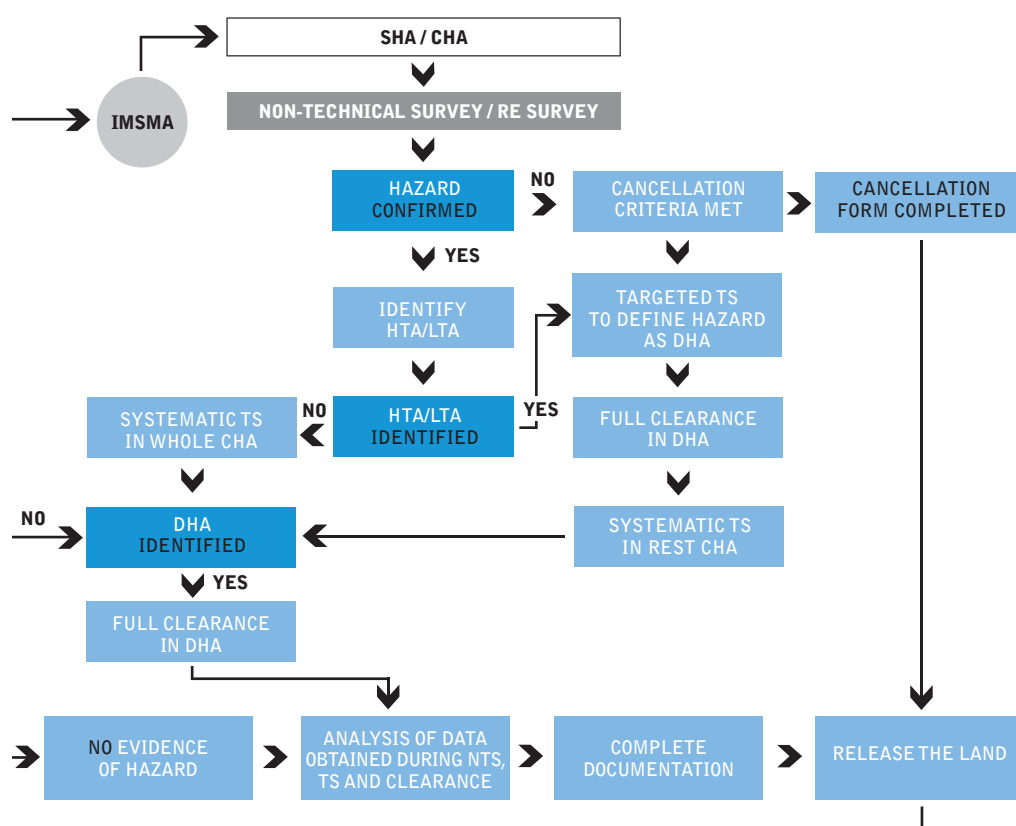 SHA / CHA
IMSMA
NON-TECHNICAL SURVEY / RE SURVEY
HAZARD
CONFIRMED
NO
CANCELLATION
CRITERIA MET
CANCELLATION
FORM COMPLETED
YES
IDENTIFY
HTA/LTA
TARGETED TS
TO DEFINE HAZARD
AS DHA
SYSTEMATIC TS
IN WHOLE CHA
NO
HTA/LTA
IDENTIFIED
YES
FULL CLEARANCE
IN DHA
NO
DHA
IDENTIFIED
SYSTEMATIC TS
IN REST CHA
YES
FULL CLEARANCE
IN DHA
NO EVIDENCE
OF HAZARD
ANALYSIS OF DATA
OBTAINED DURING NTS,
TS AND CLEARANCE
COMPLETE
DOCUMENTATION
RELEASE THE LAND